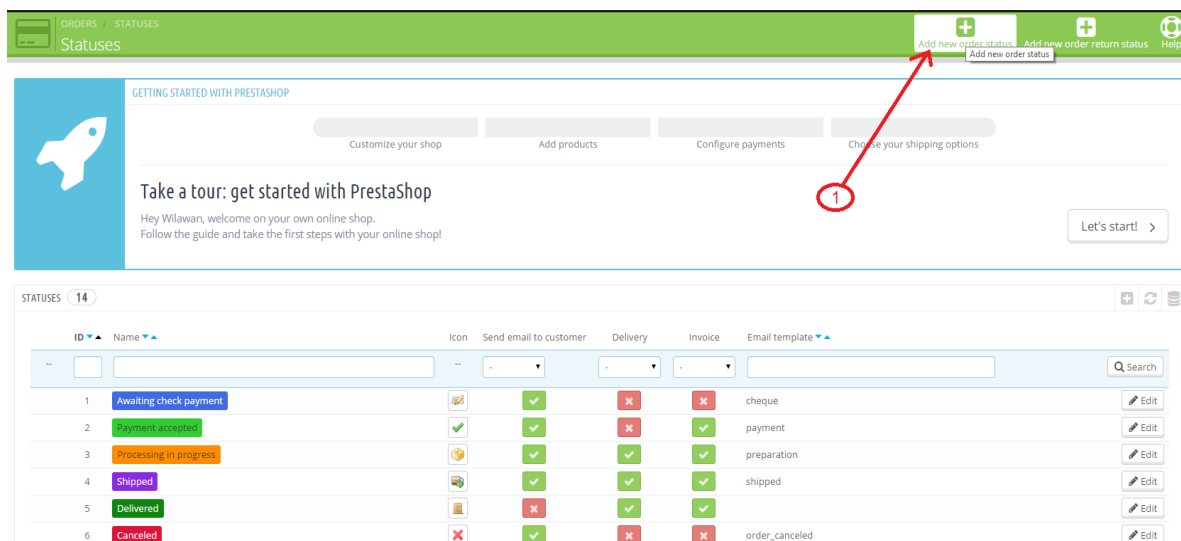 ORDERS / STATUSES
Statuses
Add new order status
Add new order return status
Help
Add new order status
GETTING STARTED WITH PRESTASHOP
Customize your shop
Add products
Configure payments
Choose your shipping options
1
Take a tour: get started with PrestaShop
Hey Wilawan, welcome on your own online shop.
Follow the guide and take the first steps with your online shop!
Let's start!
STATUSES 14
ID Name Icon Send email to customer Delivery Invoice Email template
-- -- - - - Search
1 Awaiting check payment cheque Edit
2 Payment accepted payment Edit
3 Processing in progress preparation Edit
4 Shipped shipped Edit
5 Delivered Edit
6 Canceled order_canceled Edit